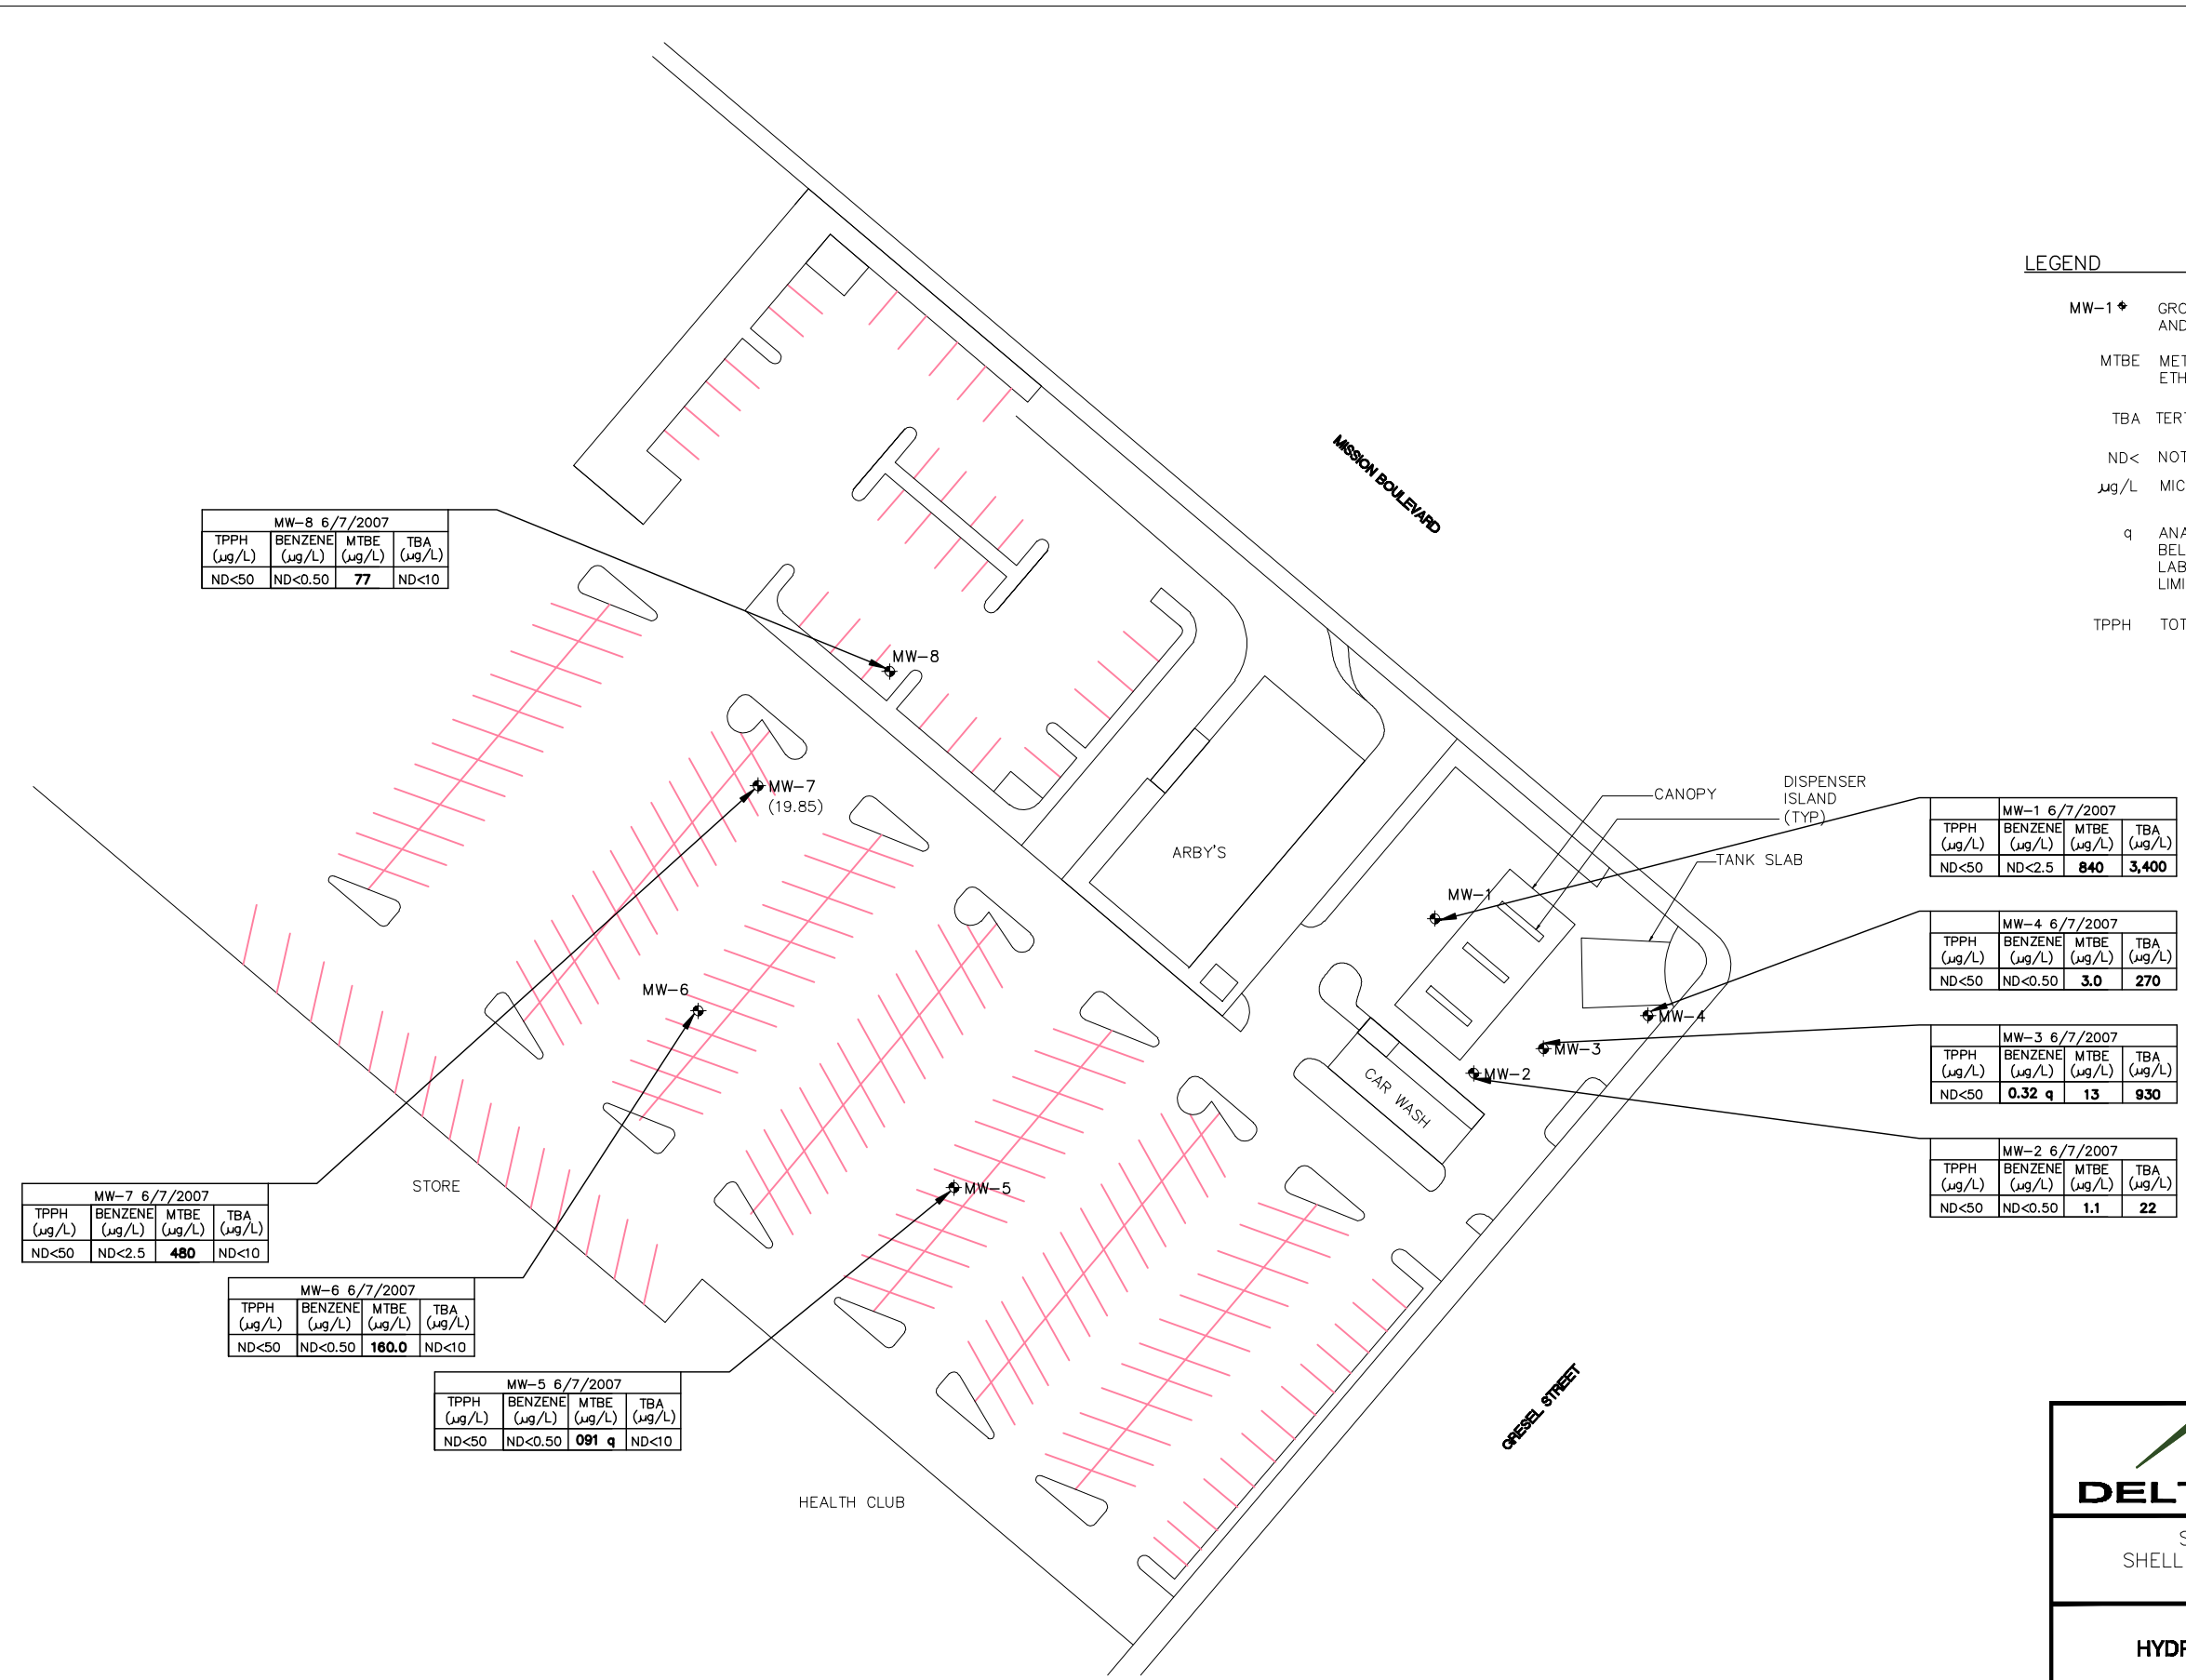 LEGEND
MW-1 GRO
AND
MTBE MET
ETH
TBA TER
ND< NOT
µg/L MIC
q ANA
BEL
LAB
LIMI
TPPH TOT
MISSION BOULEVARD
MW-8 6/7/2007
TPPH BENZENE MTBE TBA
(µg/L) (µg/L) (µg/L) (µg/L)
ND<50 ND<0.50 77 ND<10
MW-8
MW-7
(19.85)
CANOPY
DISPENSER
ISLAND
(TYP)
TANK SLAB
ARBY'S
MW-1
MW-1 6/7/2007
TPPH BENZENE MTBE TBA
(µg/L) (µg/L) (µg/L) (µg/L)
ND<50 ND<2.5 840 3,400
MW-4 6/7/2007
TPPH BENZENE MTBE TBA
(µg/L) (µg/L) (µg/L) (µg/L)
ND<50 ND<0.50 3.0 270
MW-6
MW-4
MW-3
MW-2
CAR WASH
MW-3 6/7/2007
TPPH BENZENE MTBE TBA
(µg/L) (µg/L) (µg/L) (µg/L)
ND<50 0.32 q 13 930
MW-2 6/7/2007
TPPH BENZENE MTBE TBA
(µg/L) (µg/L) (µg/L) (µg/L)
ND<50 ND<0.50 1.1 22
STORE
MW-5
MW-7 6/7/2007
TPPH BENZENE MTBE TBA
(µg/L) (µg/L) (µg/L) (µg/L)
ND<50 ND<2.5 480 ND<10
MW-6 6/7/2007
TPPH BENZENE MTBE TBA
(µg/L) (µg/L) (µg/L) (µg/L)
ND<50 ND<0.50 160.0 ND<10
MW-5 6/7/2007
TPPH BENZENE MTBE TBA
(µg/L) (µg/L) (µg/L) (µg/L)
ND<50 ND<0.50 091 q ND<10
HEALTH CLUB
GRESEL STREET
DELT
S
SHELL
HYDR